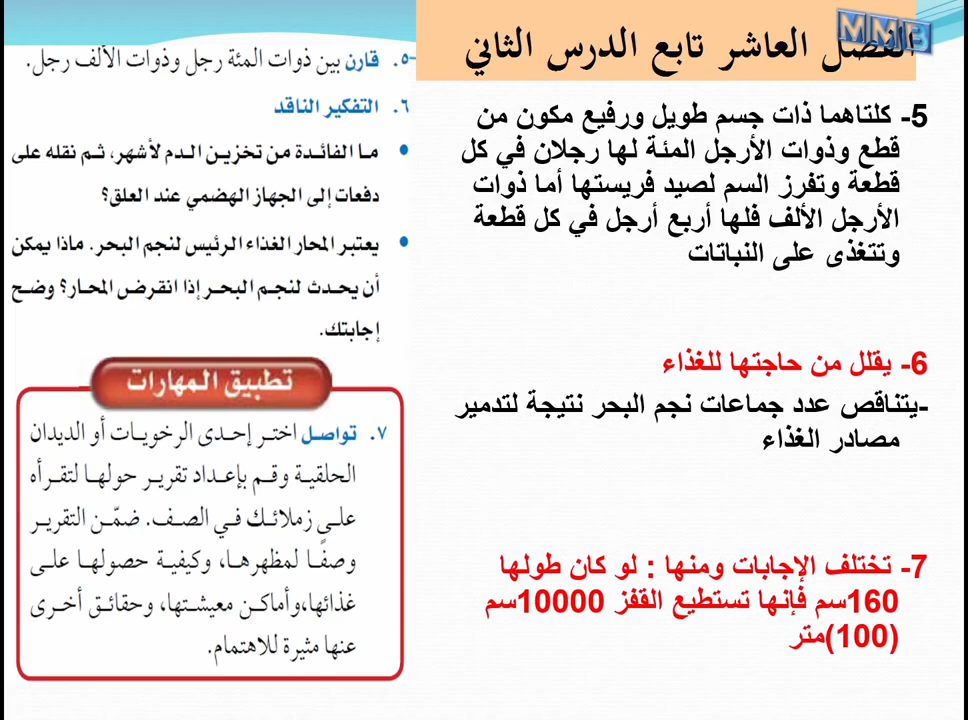 MMS
الفصل العاشر تابع الدرس الثاني
5- كلتاهما ذات جسم طويل ورفيع مكون من
قطع وذوات الأرجل المئة لها رجلان في كل
قطعة وتفرز السم لصيد فريستها أما ذوات
الأرجل الألف فلها أربع أرجل في كل قطعة
وتتغذى على النباتات
6- يقلل من حاجتها للغذاء
-يتناقص عدد جماعات نجم البحر نتيجة لتدمير
مصادر الغذاء
7- تختلف الإجابات ومنها : لو كان طولها
160سم فإنها تستطيع القفز 10000سم
(100)متر
٥. قارن بين ذوات المئة رجل وذوات الألف رجل.
٦. التفكير الناقد
• ما الفائدة من تخزين الدم لأشهر، ثم نقله على
دفعات إلى الجهاز الهضمي عند العلق؟
• يعتبر المحار الغذاء الرئيس لنجم البحر. ماذا يمكن
أن يحدث لنجم البحر إذا انقرض المحار؟ وضح
إجابتك.
تطبيق المهارات
٧. تواصل اختر إحدى الرخويات أو الديدان
الحلقية وقم بإعداد تقرير حولها لتقرأه
على زملائك في الصف. ضمّن التقرير
وصفًا لمظهرها، وكيفية حصولها على
غذائها،وأماكن معيشتها، وحقائق أخرى
عنها مثيرة للاهتمام.